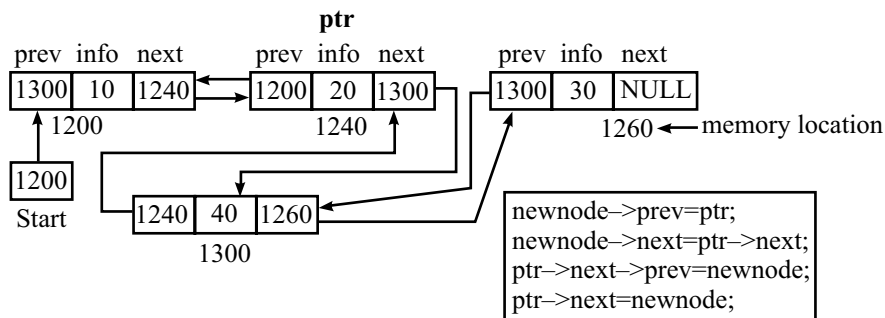 ptr
prev info next
prev info next
prev info next
1300 10 1240
1200 20 1300
1300 30 NULL
1200
1240
1260 memory location
1200
Start
1240 40 1260
1300
newnode–>prev=ptr;
newnode–>next=ptr–>next;
ptr–>next–>prev=newnode;
ptr–>next=newnode;